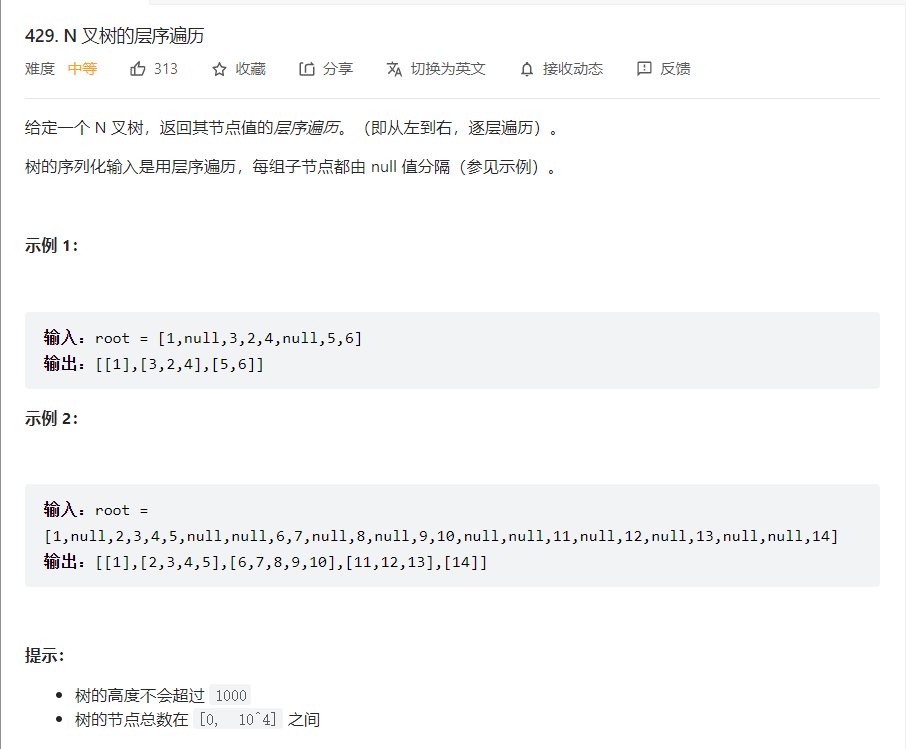 429. N 叉树的层序遍历
难度 中等 313 收藏 分享 切换为英文 接收动态 反馈
给定一个 N 叉树，返回其节点值的层序遍历。（即从左到右，逐层遍历）。
树的序列化输入是用层序遍历，每组子节点都由 null 值分隔（参见示例）。
示例 1：
输入：root = [1,null,3,2,4,null,5,6]
输出：[[1],[3,2,4],[5,6]]
示例 2：
输入：root =
[1,null,2,3,4,5,null,null,6,7,null,8,null,9,10,null,null,11,null,12,null,13,null,null,14]
输出：[[1],[2,3,4,5],[6,7,8,9,10],[11,12,13],[14]]
提示：
• 树的高度不会超过 1000
• 树的节点总数在 [0, 10^4] 之间